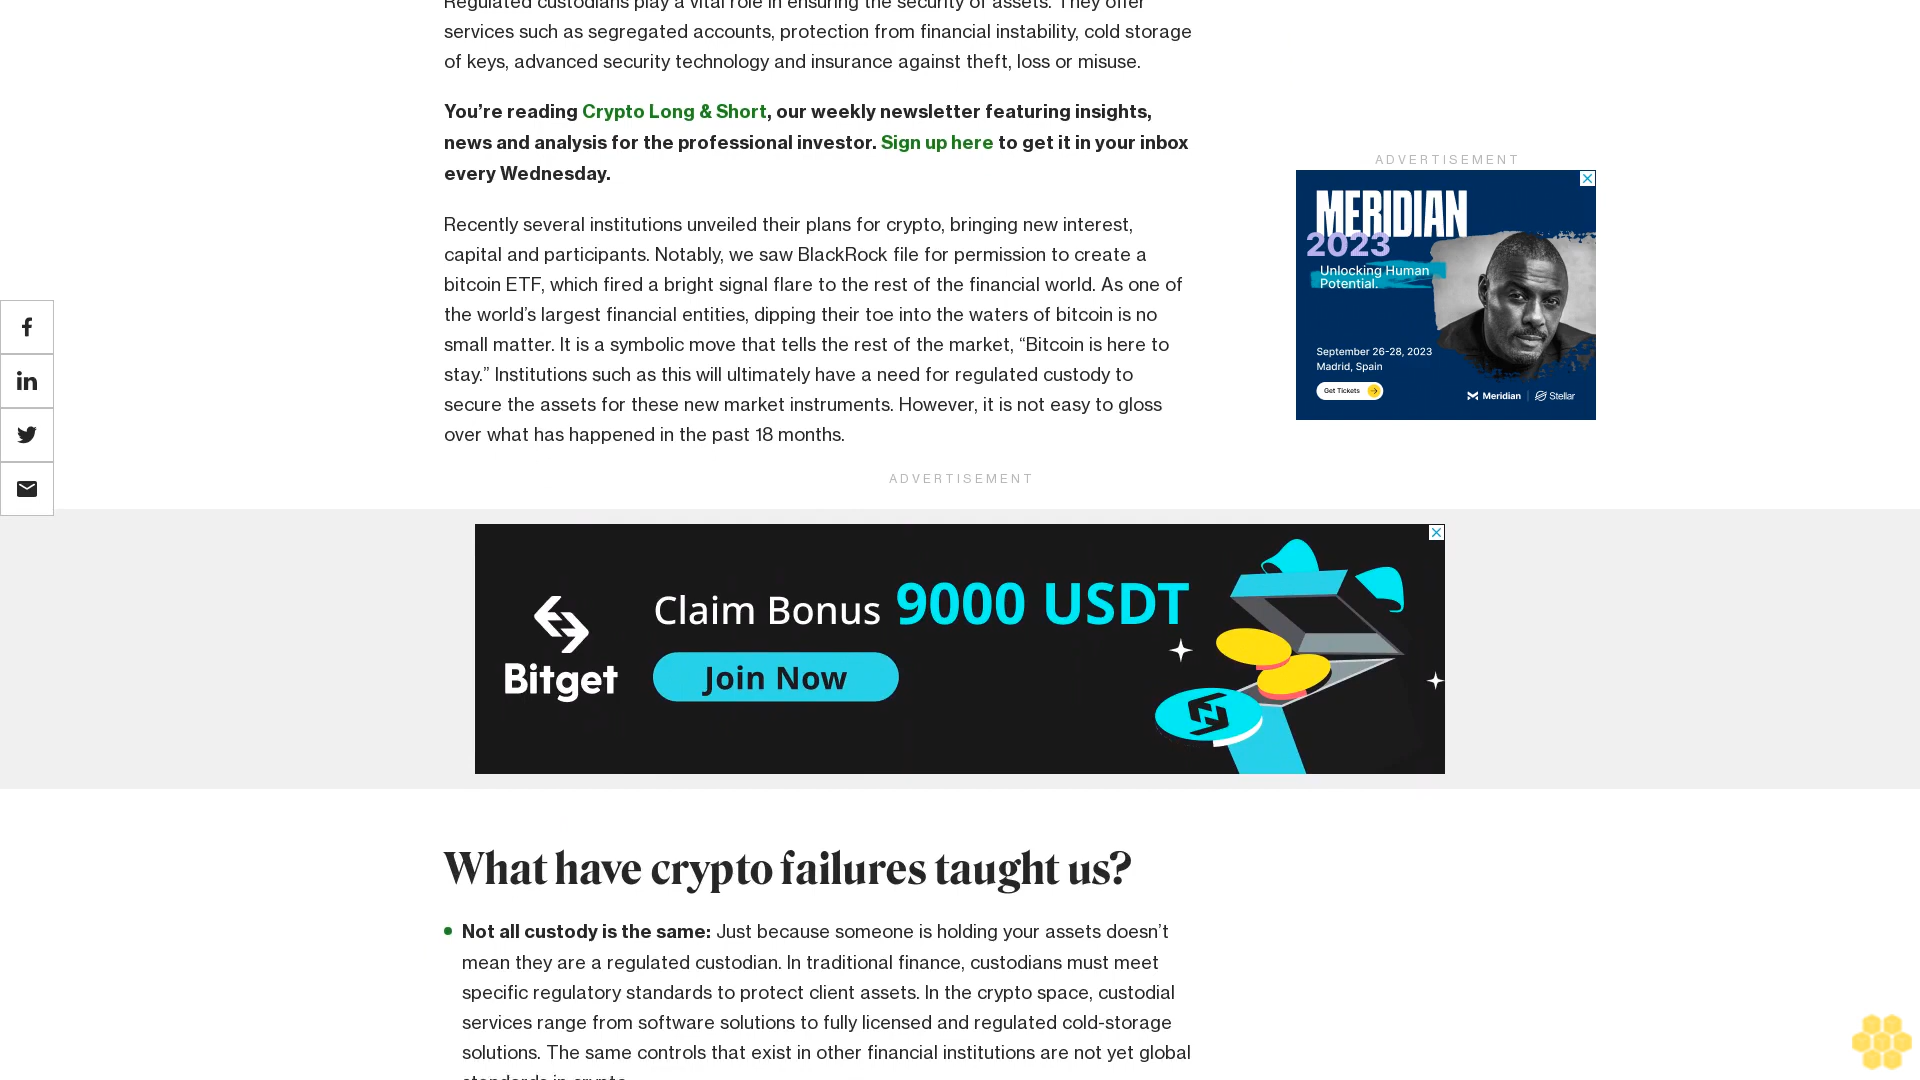 Regulated custodians play a vital role in ensuring the security of assets. They offer
services such as segregated accounts, protection from financial instability, cold storage
of keys, advanced security technology and insurance against theft, loss or misuse.
You’re reading Crypto Long & Short, our weekly newsletter featuring insights,
news and analysis for the professional investor. Sign up here to get it in your inbox
every Wednesday.
Recently several institutions unveiled their plans for crypto, bringing new interest,
capital and participants. Notably, we saw BlackRock file for permission to create a
bitcoin ETF, which fired a bright signal flare to the rest of the financial world. As one of
the world’s largest financial entities, dipping their toe into the waters of bitcoin is no
small matter. It is a symbolic move that tells the rest of the market, “Bitcoin is here to
stay.” Institutions such as this will ultimately have a need for regulated custody to
secure the assets for these new market instruments. However, it is not easy to gloss
over what has happened in the past 18 months.
ADVERTISEMENT
MERIDIAN
2023
Unlocking Human
Potential.
September 26-28, 2023
Madrid, Spain
Get Tickets
Meridian | Stellar
ADVERTISEMENT
Bitget
Claim Bonus 9000 USDT
Join Now
What have crypto failures taught us?
Not all custody is the same: Just because someone is holding your assets doesn’t
mean they are a regulated custodian. In traditional finance, custodians must meet
specific regulatory standards to protect client assets. In the crypto space, custodial
services range from software solutions to fully licensed and regulated cold-storage
solutions. The same controls that exist in other financial institutions are not yet global
standards in crypto.